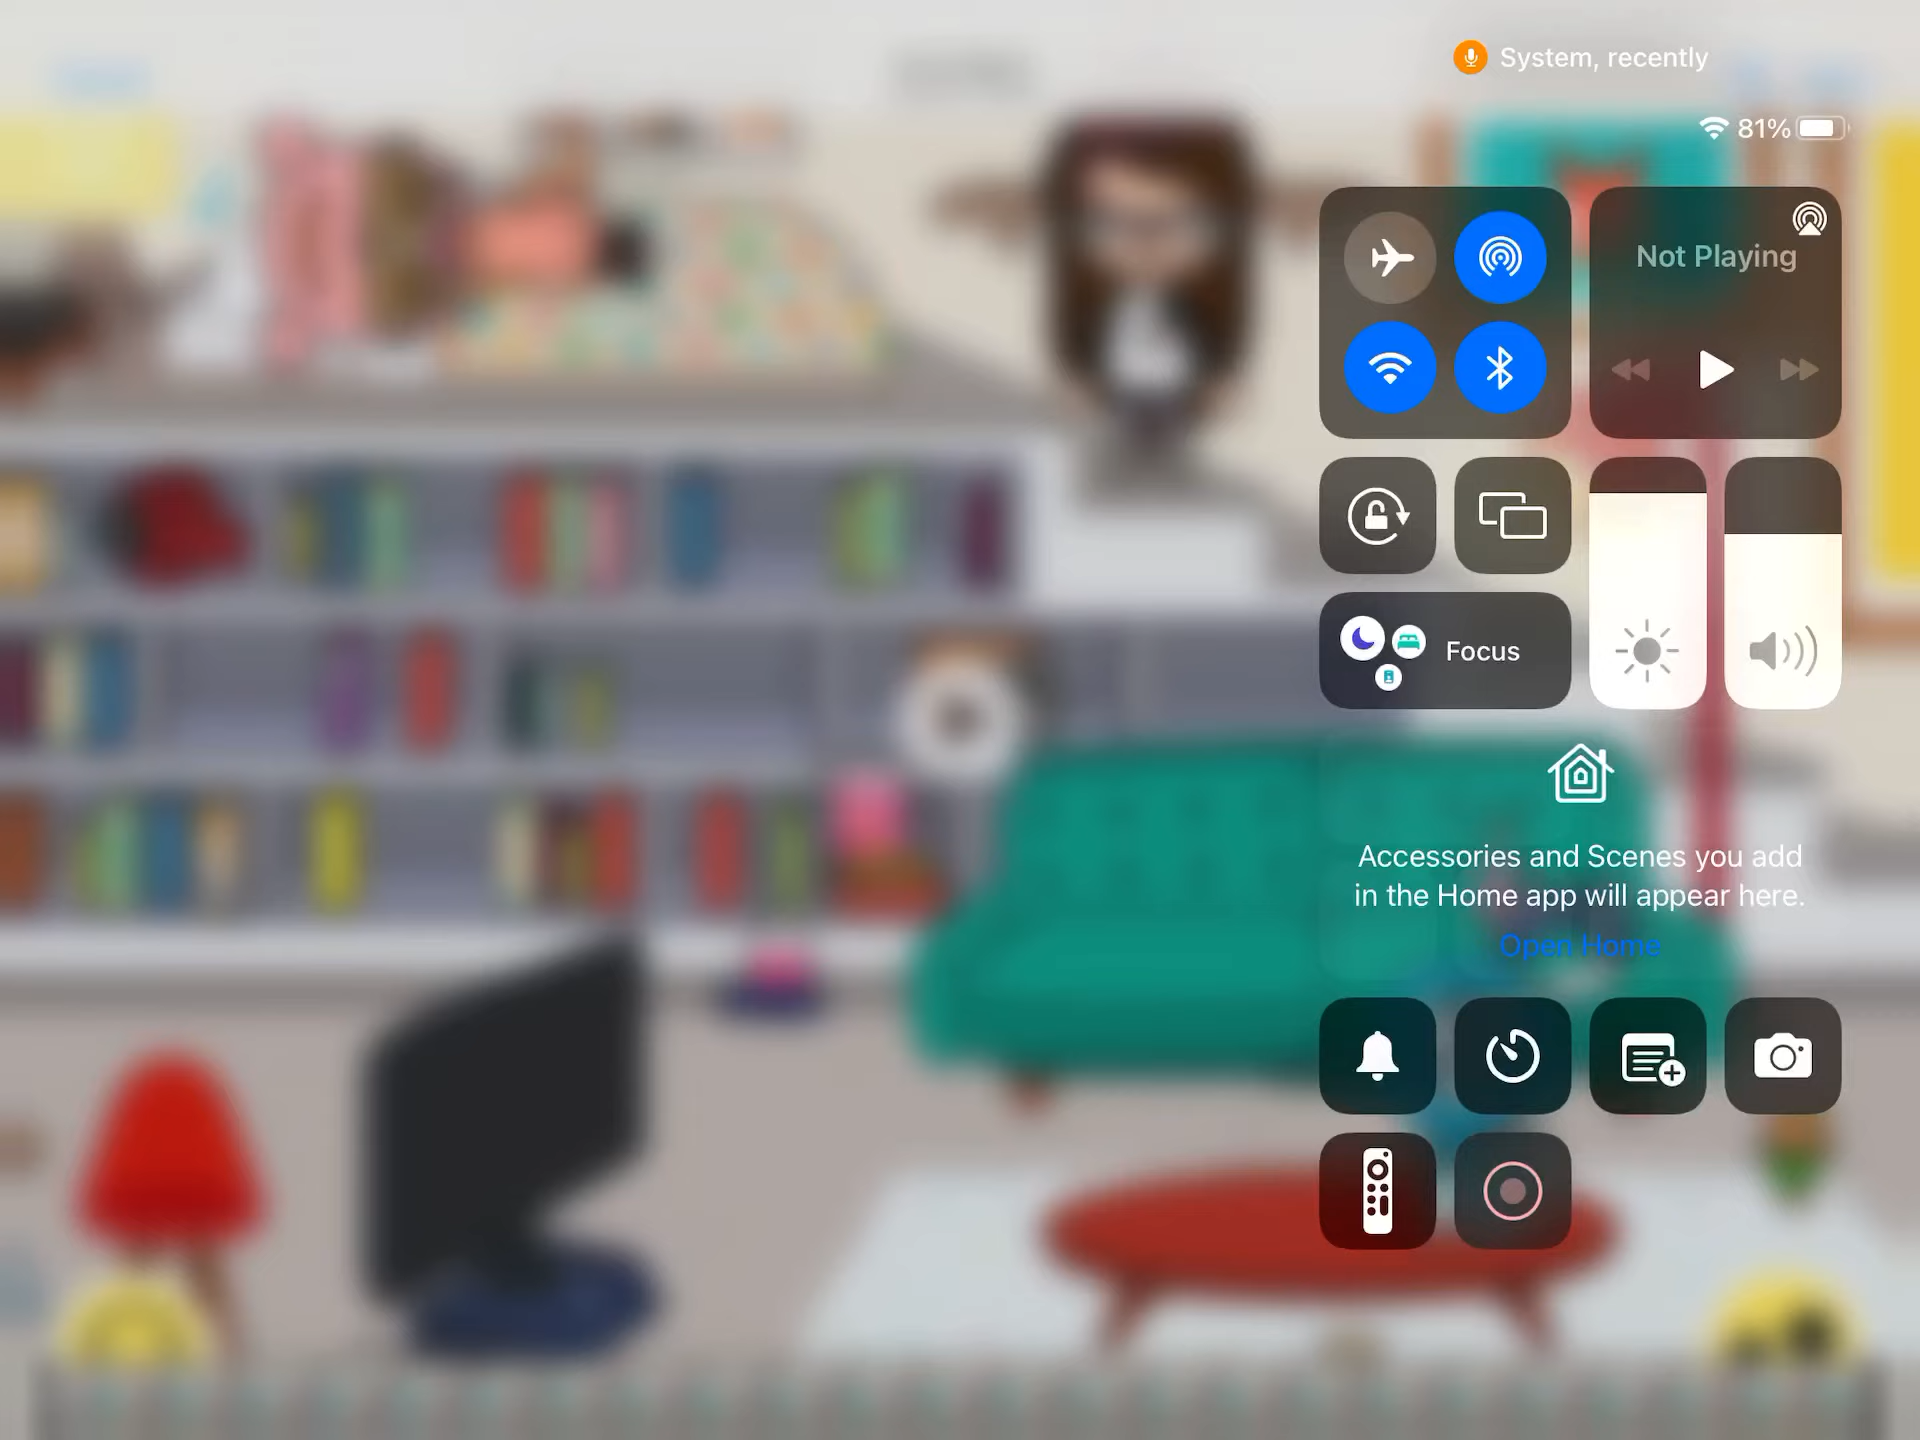 System, recently
81%
Not Playing
Focus
Accessories and Scenes you add
in the Home app will appear here.
Open Home